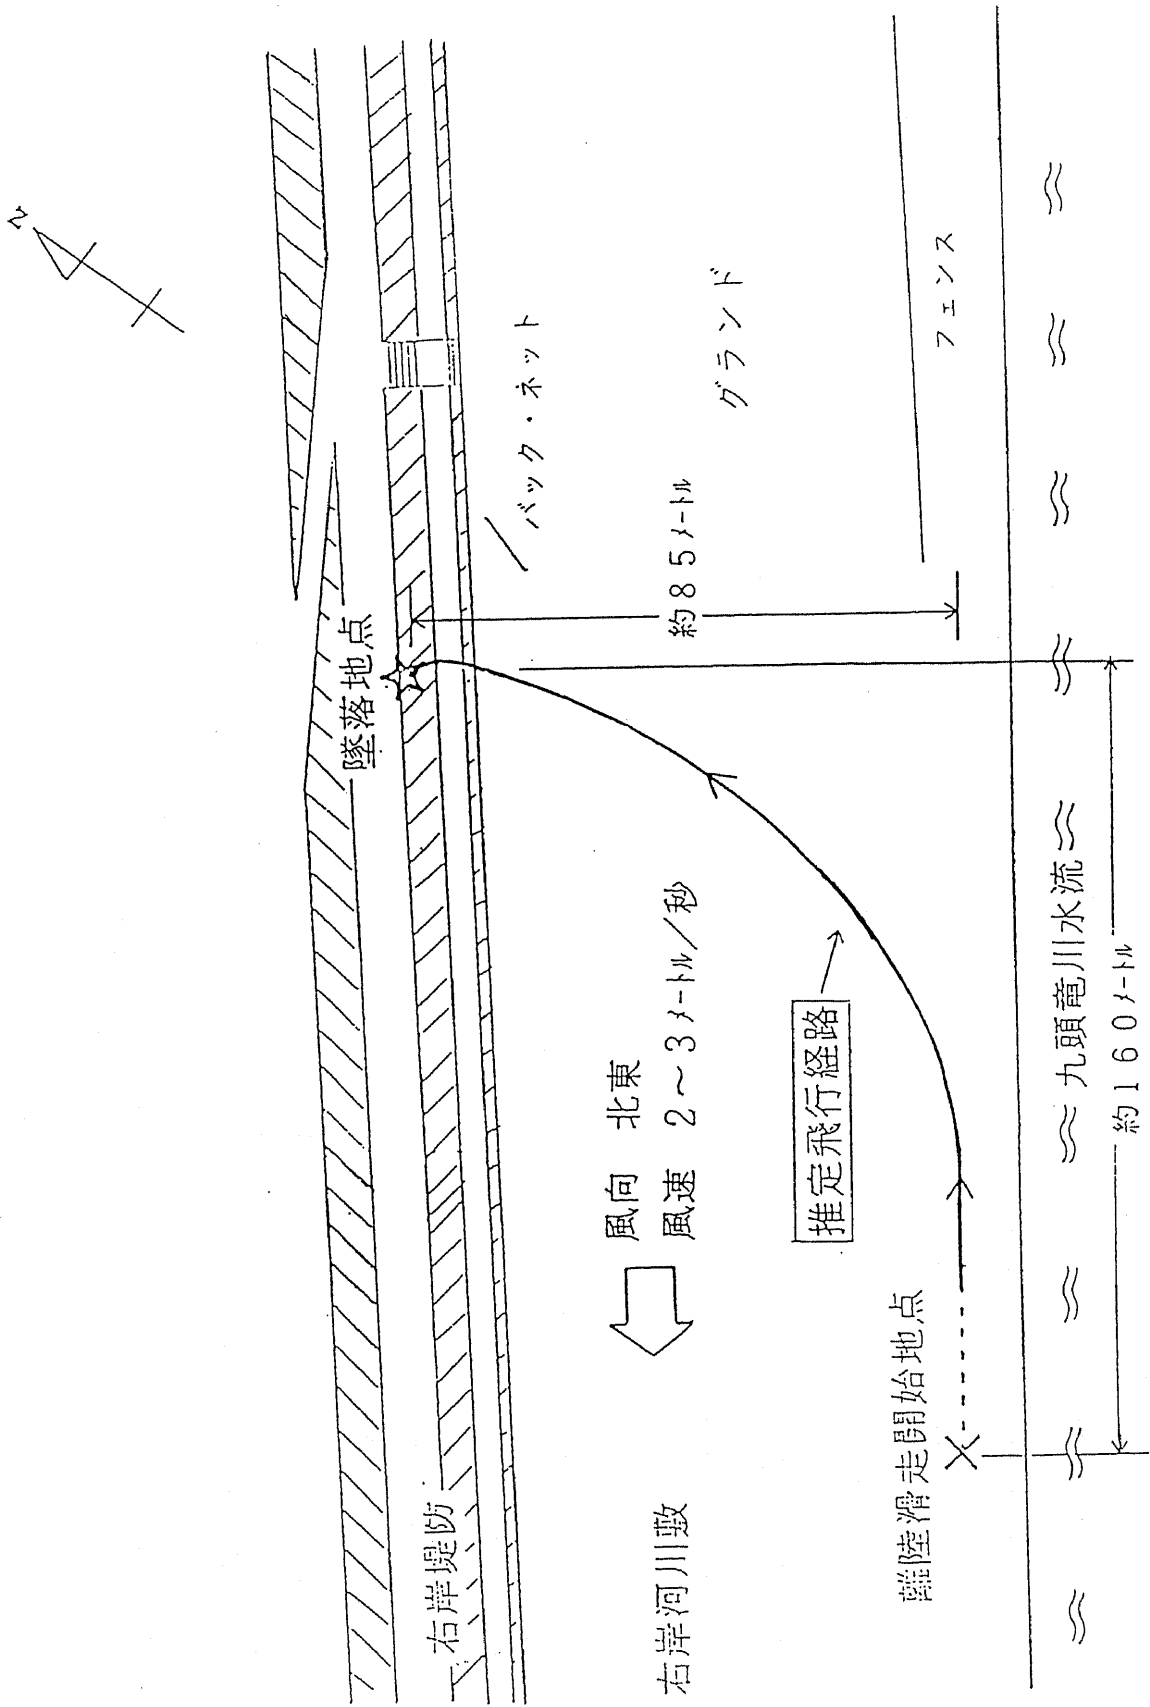 N
墜落地点
右岸堤防
バック・ネット
グランド
フェンス
約85メートル
風向 北東
風速 2～3メートル/秒
推定飛行経路
離陸滑走開始地点
右岸河川敷
九頭竜川水流
約160メートル